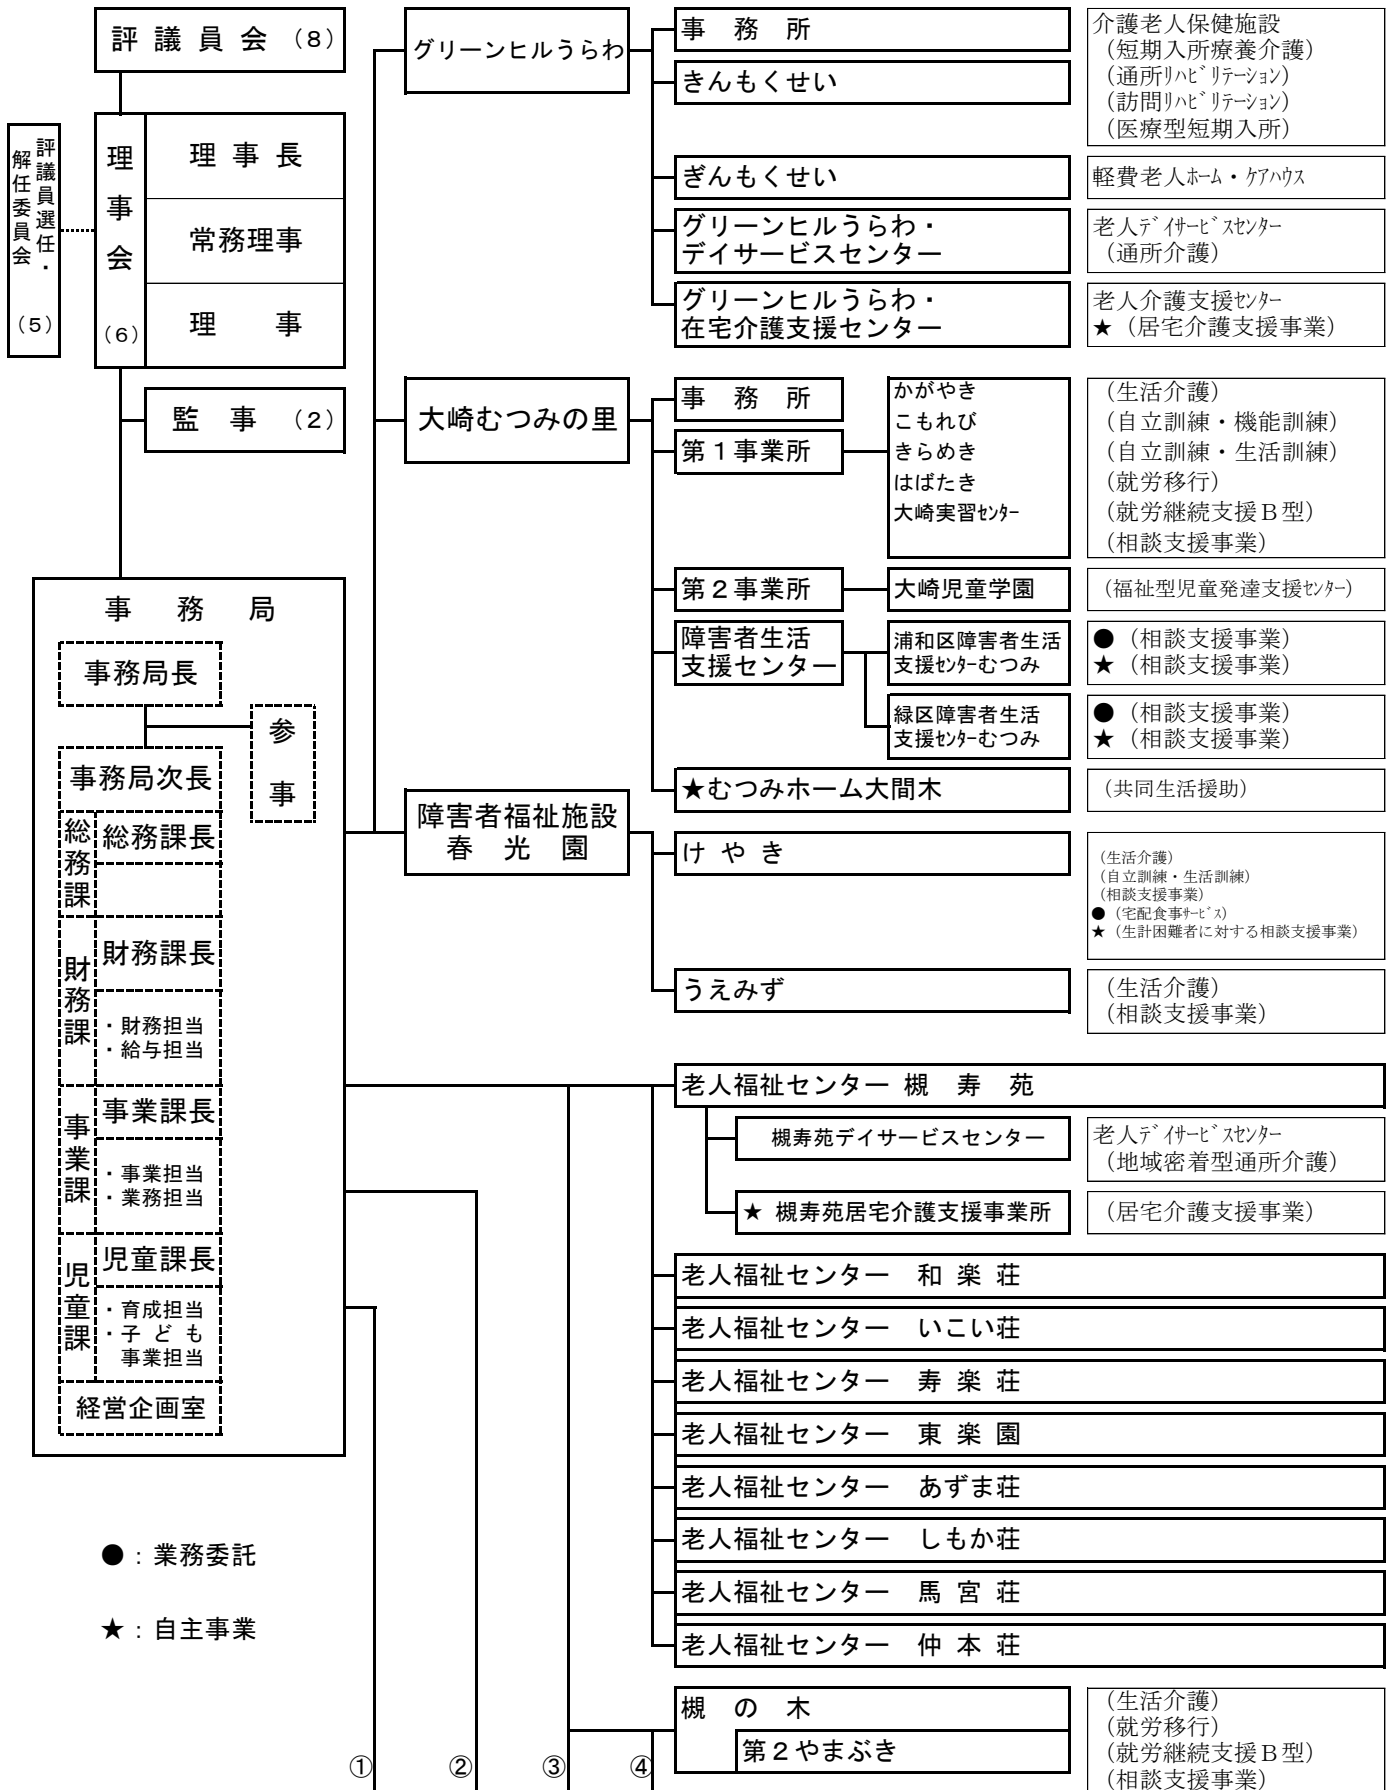 評議員会（8）
評議員選任・
解任委員会
（5）
理事会
（6）
理事長
常務理事
理　事
監　事　（2）
事　務　局
事務局長
参事
事務局次長
総務課
総務課長
財務課
財務課長
・財務担当
・給与担当
事業課
事業課長
・事業担当
・業務担当
児童課
児童課長
・育成担当
・子ども
事業担当
経営企画室
●：業務委託
★：自主事業
グリーンヒルうらわ
事　務　所
きんもくせい
介護老人保健施設
（短期入所療養介護）
（通所ﾘﾊﾋﾞﾘﾃｰｼｮﾝ）
（訪問ﾘﾊﾋﾞﾘﾃｰｼｮﾝ）
（医療型短期入所）
ぎんもくせい
軽費老人ﾎｰﾑ・ｹｱﾊｳｽ
グリーンヒルうらわ・
デイサービスセンター
老人ﾃﾞｲｻｰﾋﾞｽｾﾝﾀｰ
（通所介護）
グリーンヒルうらわ・
在宅介護支援センター
老人介護支援ｾﾝﾀｰ
★（居宅介護支援事業）
大崎むつみの里
事　務　所
第１事業所
かがやき
こもれび
きらめき
はばたき
大崎実習ｾﾝﾀｰ
（生活介護）
（自立訓練・機能訓練）
（自立訓練・生活訓練）
（就労移行）
（就労継続支援Ｂ型）
（相談支援事業）
第２事業所
大崎児童学園
（福祉型児童発達支援ｾﾝﾀｰ）
障害者生活
支援センター
浦和区障害者生活
支援ｾﾝﾀｰむつみ
●（相談支援事業）
★（相談支援事業）
緑区障害者生活
支援ｾﾝﾀｰむつみ
●（相談支援事業）
★（相談支援事業）
★むつみホーム大間木
（共同生活援助）
障害者福祉施設
春　光　園
けやき
（生活介護）
（自立訓練・生活訓練）
（相談支援事業）
●（宅配食事ｻｰﾋﾞｽ）
★（生計困難者に対する相談支援事業）
うえみず
（生活介護）
（相談支援事業）
老人福祉センター 槻　寿　苑
槻寿苑デイサービスセンター
老人ﾃﾞｲｻｰﾋﾞｽｾﾝﾀｰ
（地域密着型通所介護）
★ 槻寿苑居宅介護支援事業所
（居宅介護支援事業）
老人福祉センター　和 楽 荘
老人福祉センター　いこい荘
老人福祉センター　寿 楽 荘
老人福祉センター　東 楽 園
老人福祉センター　あずま荘
老人福祉センター　しもか荘
老人福祉センター　馬 宮 荘
老人福祉センター　仲 本 荘
槻　の　木
第２やまぶき
（生活介護）
（就労移行）
（就労継続支援Ｂ型）
（相談支援事業）
①　②　③　④